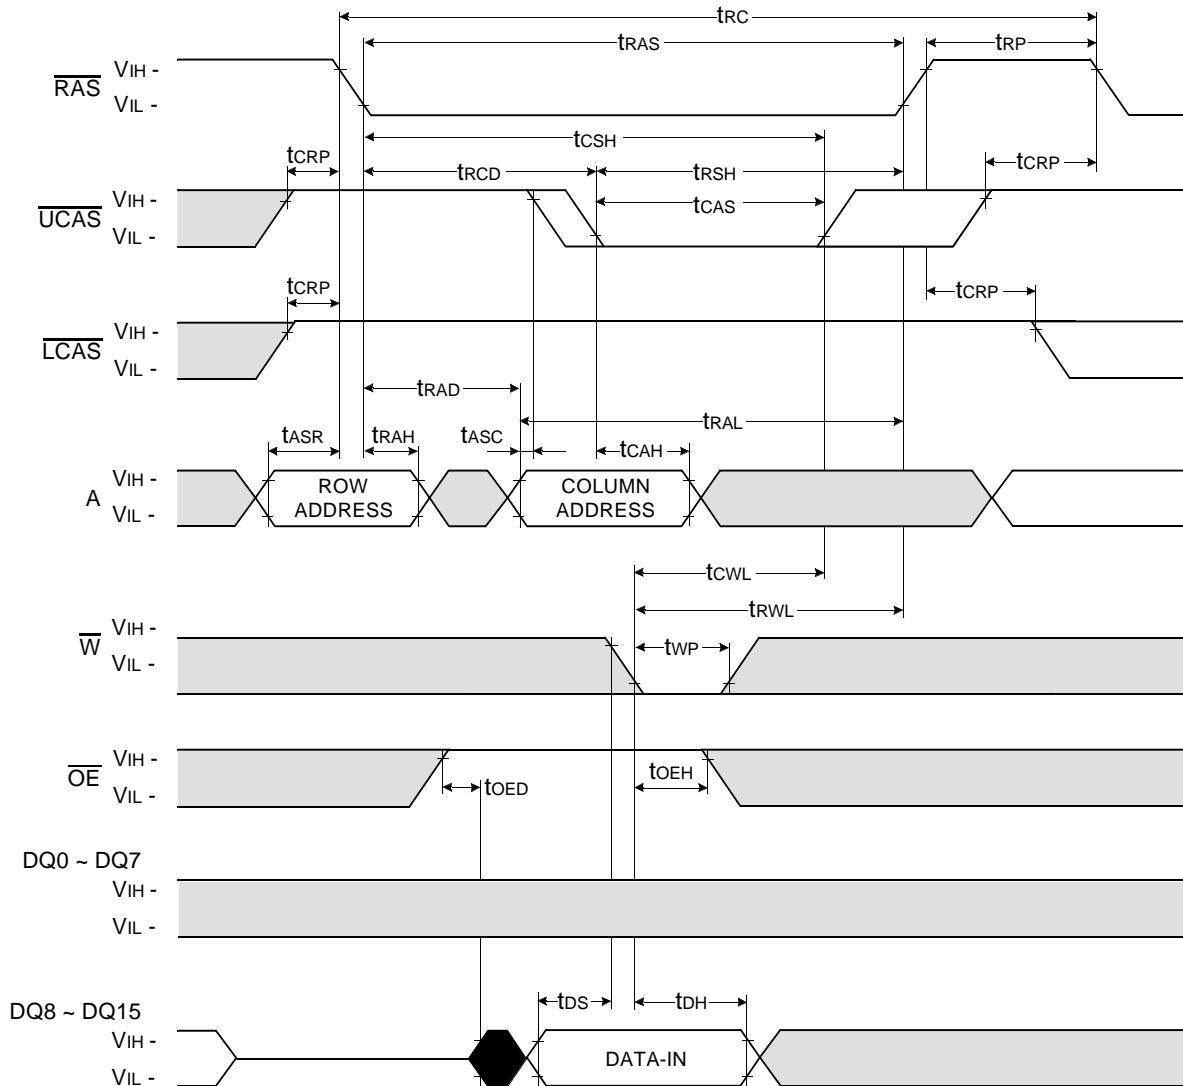 tRC
tRAS
tRP
RAS
VIH -
VIL -
tCSH
tCRP
tRCD
tRSH
tCRP
UCAS
VIH -
VIL -
tCAS
tCRP
tCRP
LCAS
VIH -
VIL -
tRAD
tRAL
tASR
tRAH
tASC
tCAH
A
VIH -
VIL -
ROW
ADDRESS
COLUMN
ADDRESS
tCWL
tRWL
W
VIH -
VIL -
tWP
OE
VIH -
VIL -
tOED
tOEH
DQ0 ~ DQ7
VIH -
VIL -
DQ8 ~ DQ15
VIH -
VIL -
tDS
tDH
DATA-IN